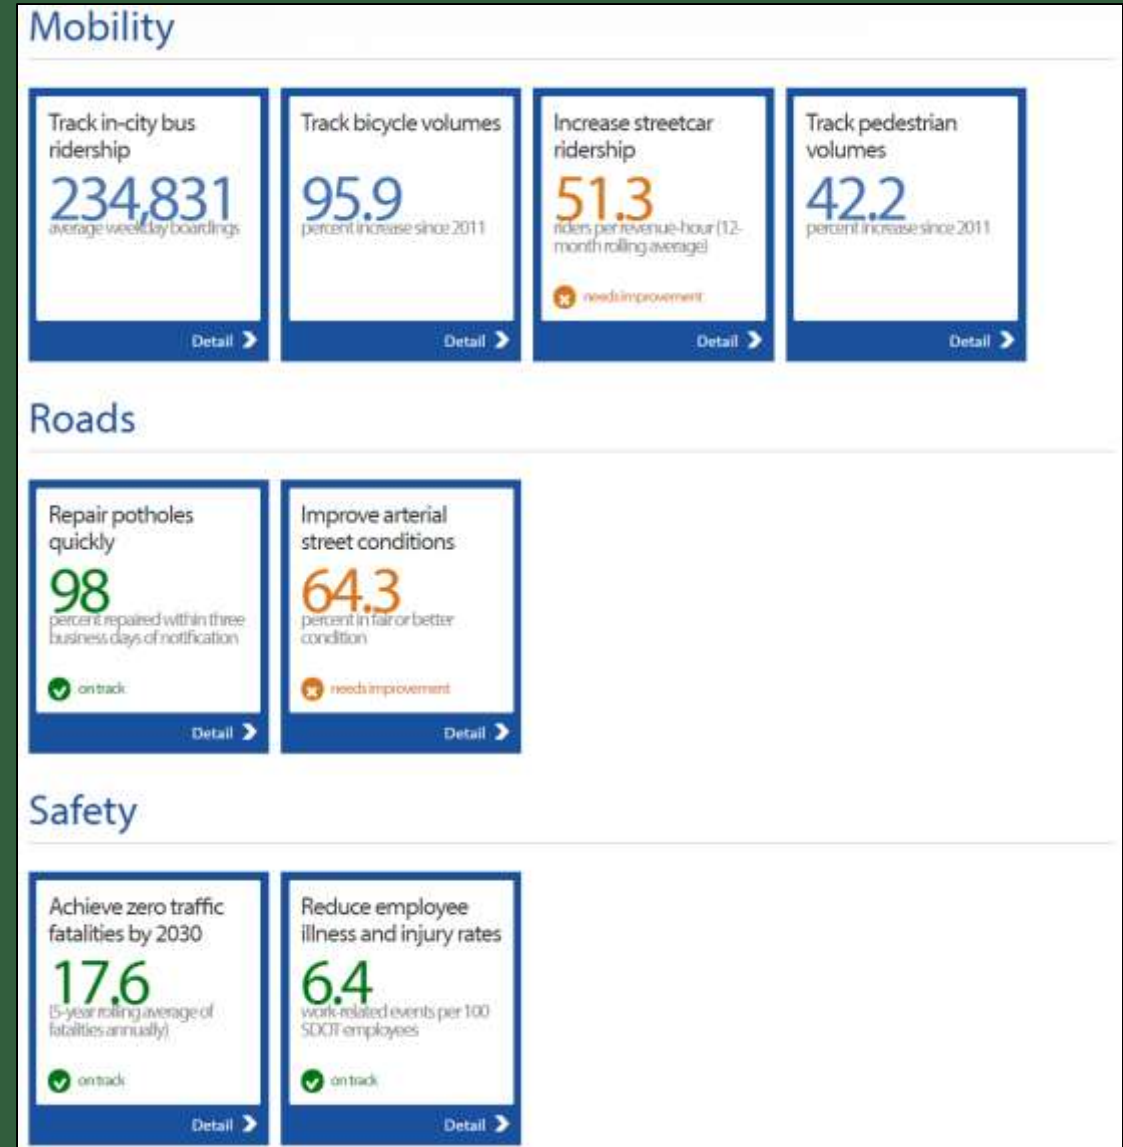 Mobility
Track in-city bus
ridership
234,831
average weekday boardings
Detail
Track bicycle volumes
95.9
percent increase since 2011
Detail
Increase streetcar
ridership
51.3
riders per revenue-hour (12-
month rolling average)
needs improvement
Detail
Track pedestrian
volumes
42.2
percent increase since 2011
Detail
Roads
Repair potholes
quickly
98
percent repaired within three
business days of notification
on track
Detail
Improve arterial
street conditions
64.3
percent in fair or better
condition
needs improvement
Detail
Safety
Achieve zero traffic
fatalities by 2030
17.6
(5-year rolling average of
fatalities annually)
on track
Detail
Reduce employee
illness and injury rates
6.4
work-related events per 100
SDOT employees
on track
Detail